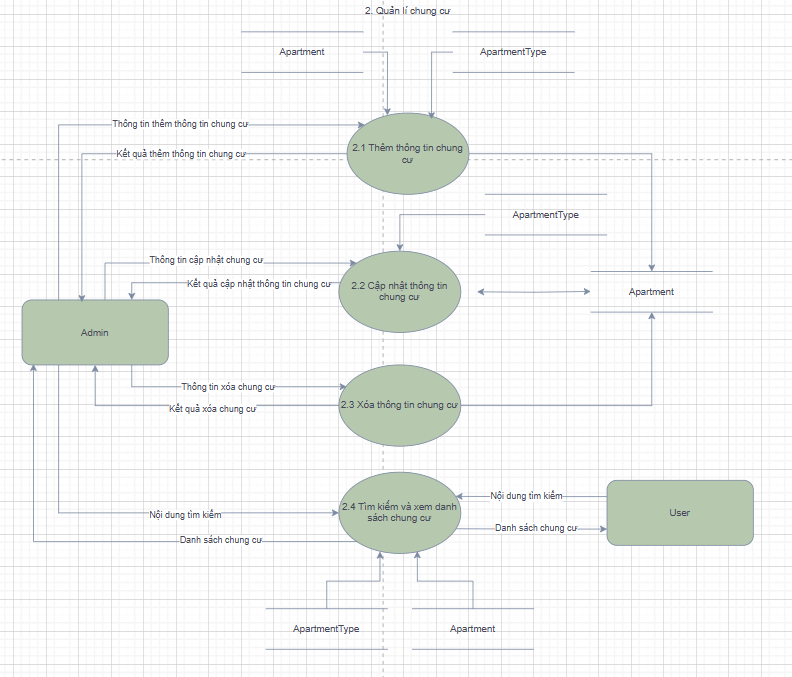 2. Quản lí chung cư
Apartment
ApartmentType
Thông tin thêm thông tin chung cư
2.1 Thêm thông tin chung
cư
Kết quả thêm thông tin chung cư
ApartmentType
Thông tin cập nhật chung cư
Kết quả cập nhật thông tin chung cư
2.2 Cập nhật thông tin
chung cư
Apartment
Admin
Thông tin xóa chung cư
Kết quả xóa chung cư
2.3 Xóa thông tin chung cư
Nội dung tìm kiếm
Danh sách chung cư
2.4 Tìm kiếm và xem danh
sách chung cư
Nội dung tìm kiếm
Danh sách chung cư
User
ApartmentType
Apartment